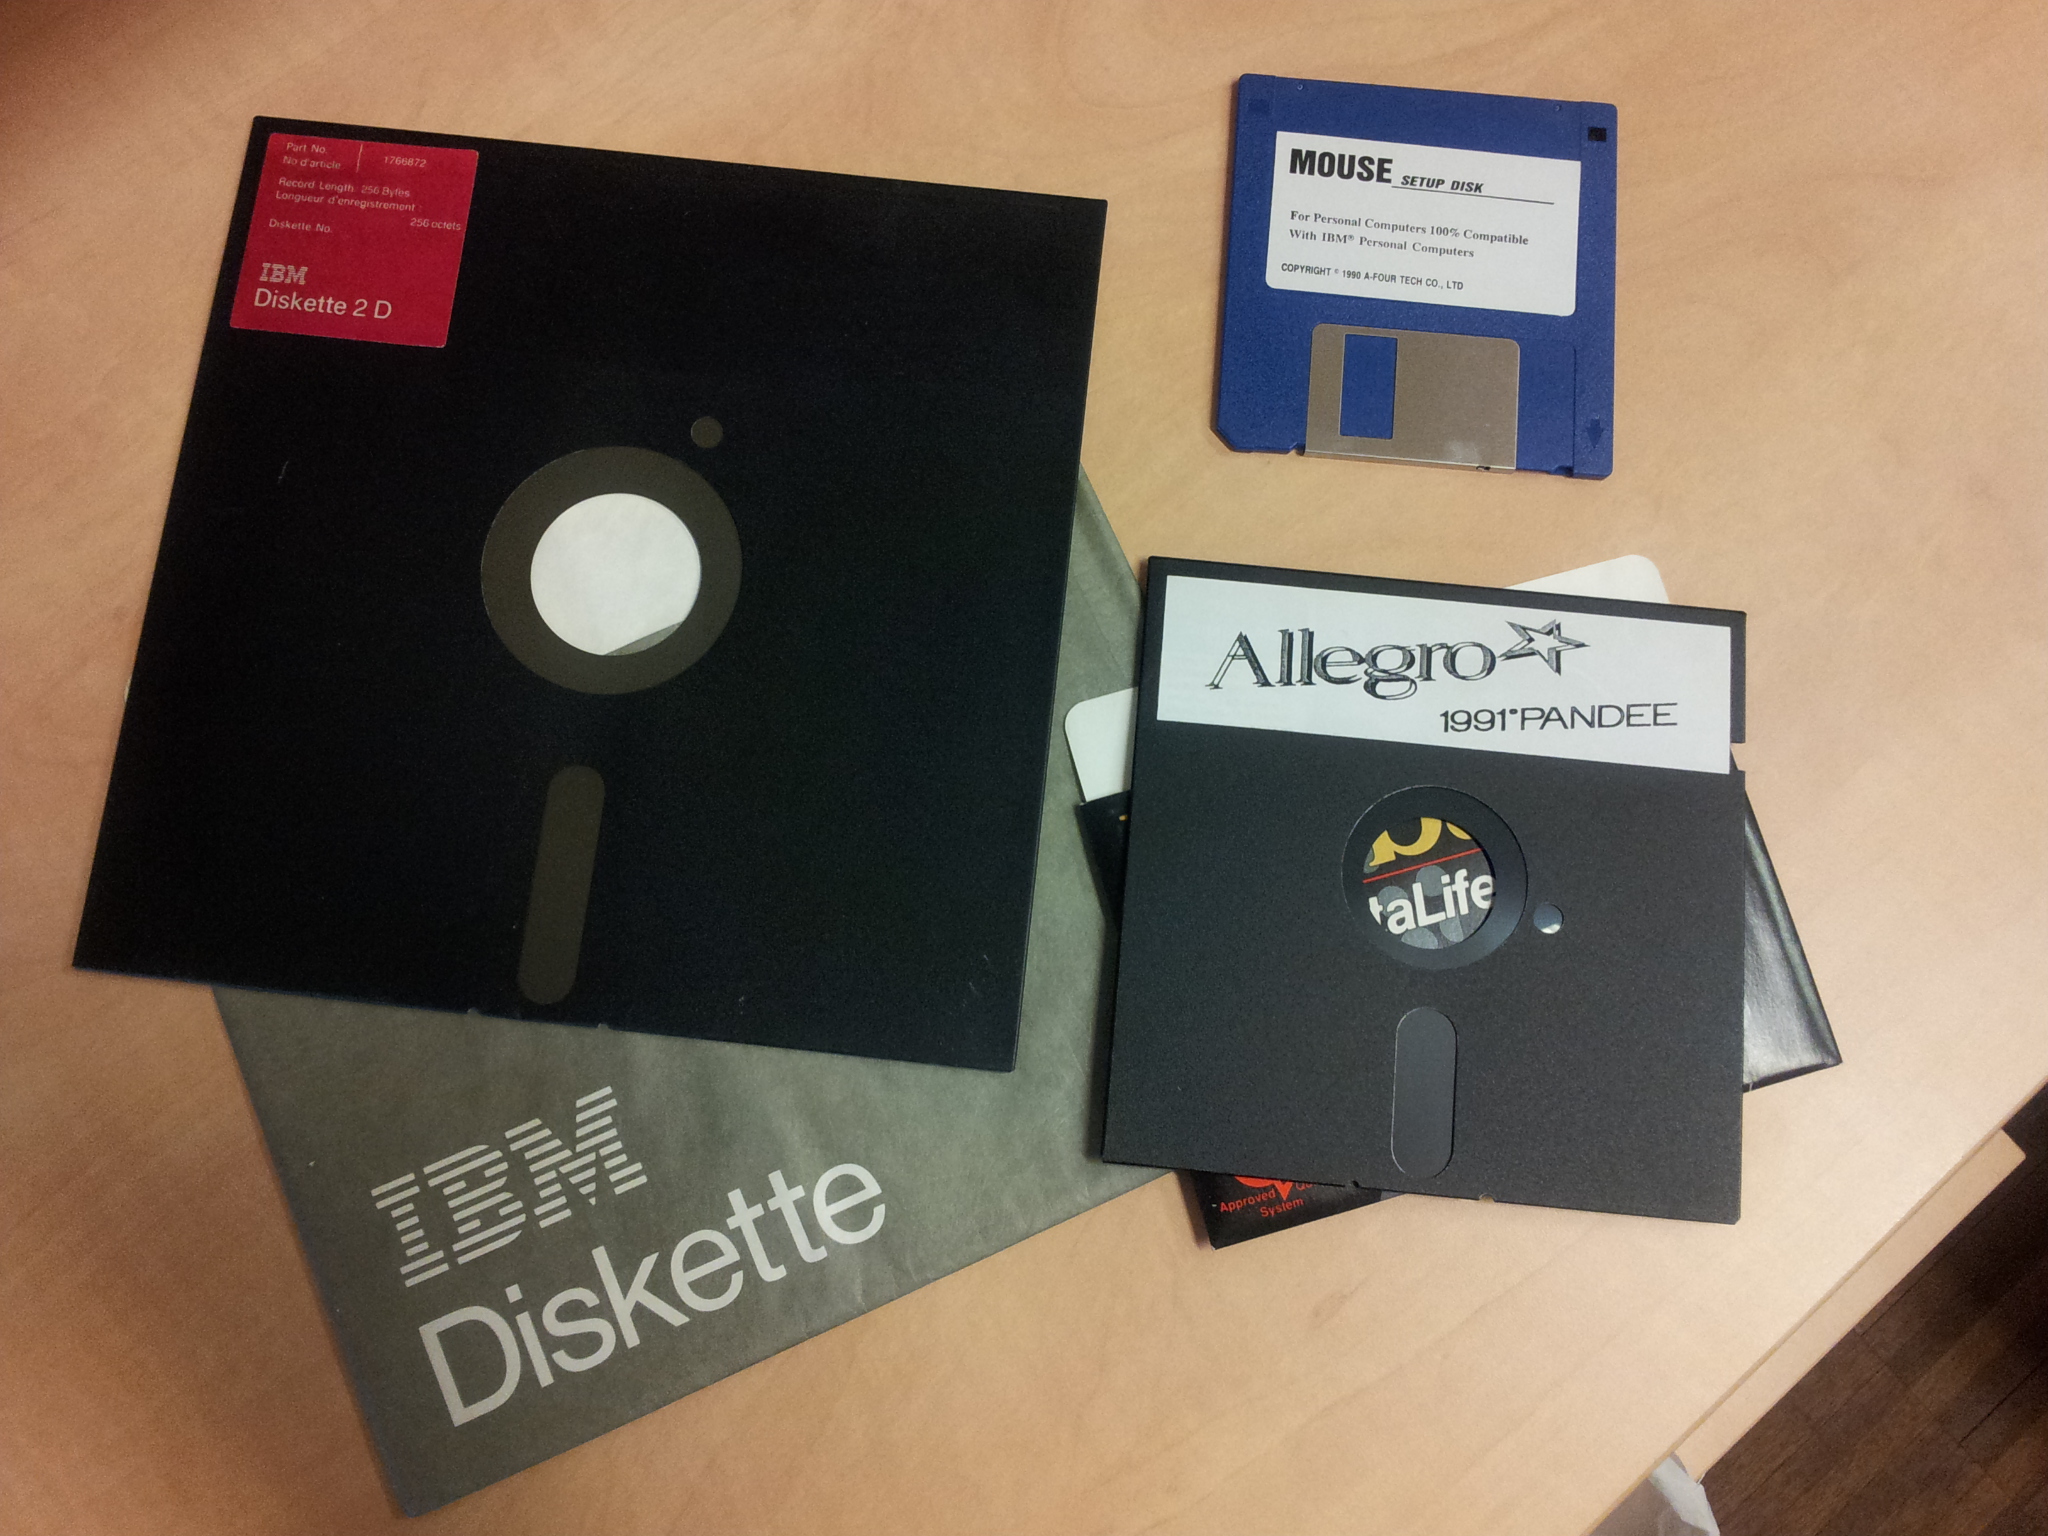 Part No.
No d'article
1766872
Record Length: 256 Bytes
Longueur d'enregistrement :
256 octets
Diskette No.
IBM
Diskette 2 D
MOUSE SETUP DISK
For Personal Computers 100% Compatible
With IBM® Personal Computers
COPYRIGHT © 1990 A-FOUR TECH CO., LTD
Allegro
1991 PANDEE
taLife
Approved
System
IBM
Diskette